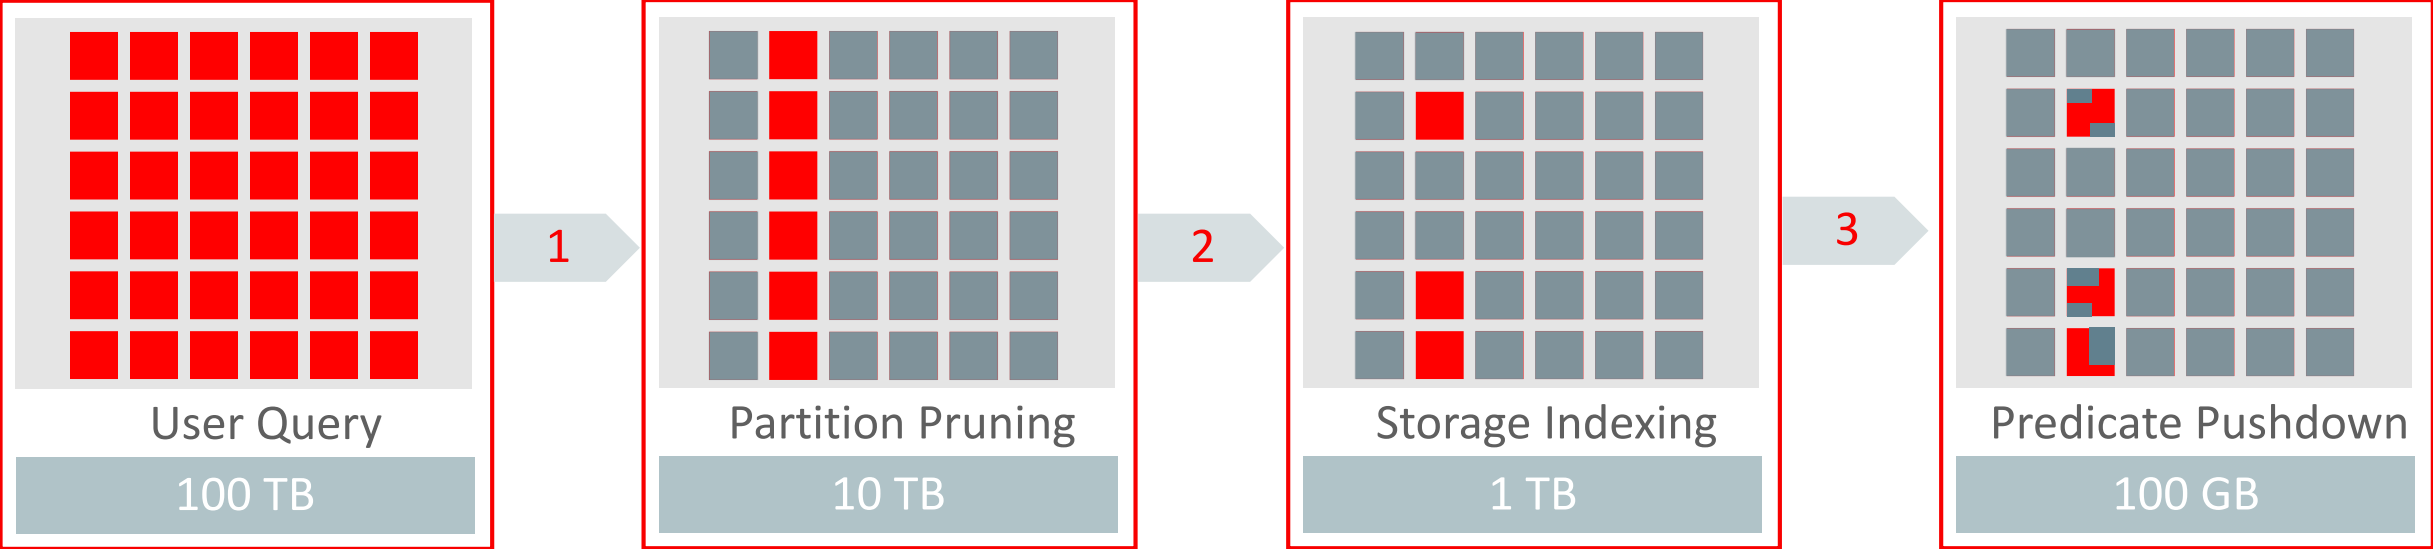 User Query
100 TB
1
Partition Pruning
10 TB
2
Storage Indexing
1 TB
3
Predicate Pushdown
100 GB